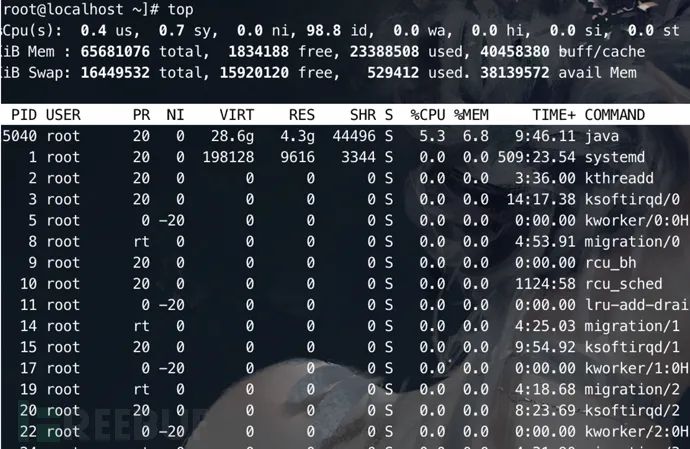 root@localhost ~]# top
%Cpu(s):  0.4 us,  0.7 sy,  0.0 ni, 98.8 id,  0.0 wa,  0.0 hi,  0.0 si,  0.0 st
iB Mem : 65681076 total,  1834188 free, 23388508 used, 40458380 buff/cache
iB Swap: 16449532 total, 15920120 free,   529412 used. 38139572 avail Mem
PID USER PR NI VIRT RES SHR S %CPU %MEM TIME+ COMMAND
5040 root 20 0 28.6g 4.3g 44496 S 5.3 6.8 9:46.11 java
1 root 20 0 198128 9616 3344 S 0.0 0.0 509:23.54 systemd
2 root 20 0 0 0 0 S 0.0 0.0 3:36.00 kthreadd
3 root 20 0 0 0 0 S 0.0 0.0 14:17.38 ksoftirqd/0
5 root 0 -20 0 0 0 S 0.0 0.0 0:00.00 kworker/0:0H
8 root rt 0 0 0 0 S 0.0 0.0 4:53.91 migration/0
9 root 20 0 0 0 0 S 0.0 0.0 0:00.00 rcu_bh
10 root 20 0 0 0 0 S 0.0 0.0 1124:58 rcu_sched
11 root 0 -20 0 0 0 S 0.0 0.0 0:00.00 lru-add-drai
14 root rt 0 0 0 0 S 0.0 0.0 4:25.03 migration/1
15 root 20 0 0 0 0 S 0.0 0.0 9:54.92 ksoftirqd/1
17 root 0 -20 0 0 0 S 0.0 0.0 0:00.00 kworker/1:0H
19 root rt 0 0 0 0 S 0.0 0.0 4:18.68 migration/2
20 root 20 0 0 0 0 S 0.0 0.0 8:23.69 ksoftirqd/2
22 root 0 -20 0 0 0 S 0.0 0.0 0:00.00 kworker/2:0H